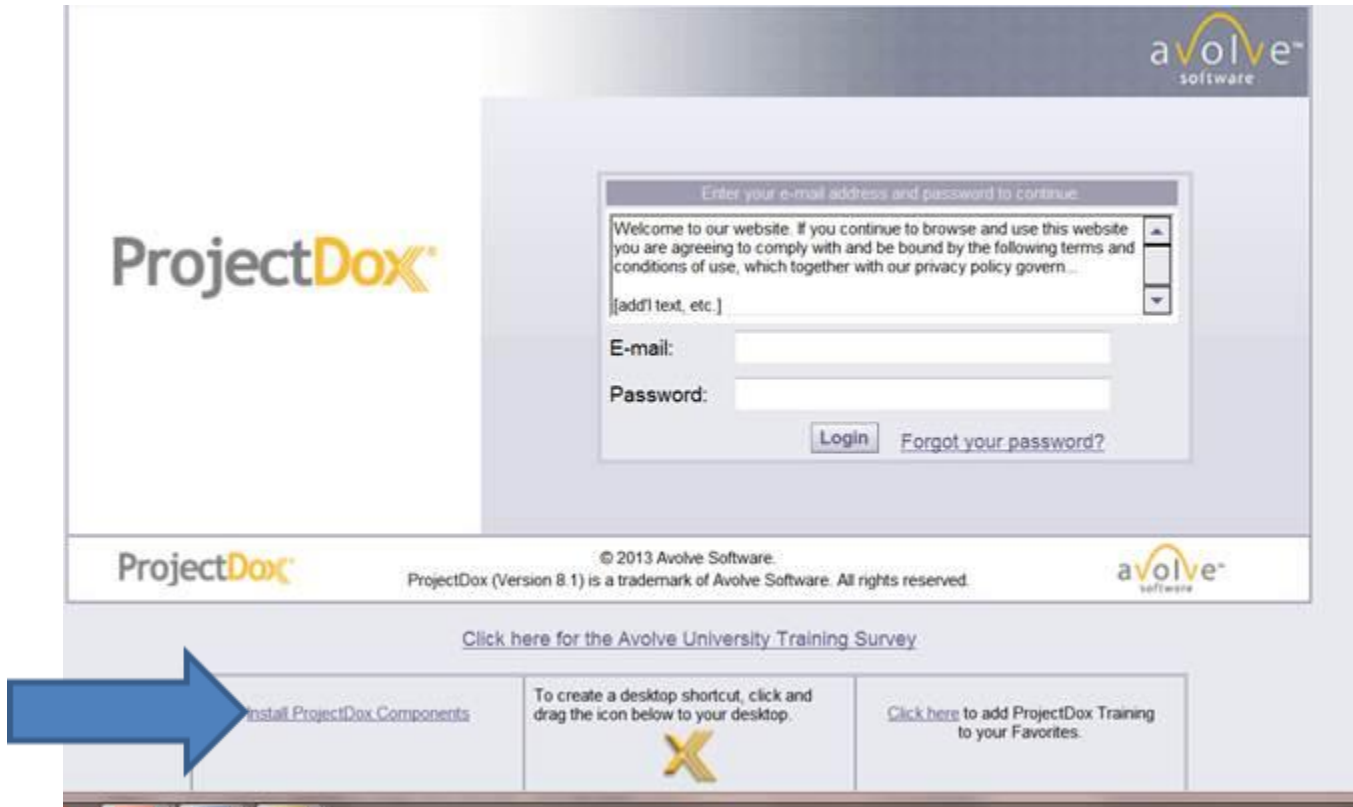 avolve™
software
Enter your e-mail address and password to continue.
Welcome to our website. If you continue to browse and use this website
you are agreeing to comply with and be bound by the following terms and
conditions of use, which together with our privacy policy govern...
[add'l text, etc.]
ProjectDox®
E-mail:
Password:
Login Forgot your password?
ProjectDox®
© 2013 Avolve Software.
ProjectDox (Version 8.1) is a trademark of Avolve Software. All rights reserved.
avolve™
software
Click here for the Avolve University Training Survey
Install ProjectDox Components
To create a desktop shortcut, click and
drag the icon below to your desktop.
Click here to add ProjectDox Training
to your Favorites.